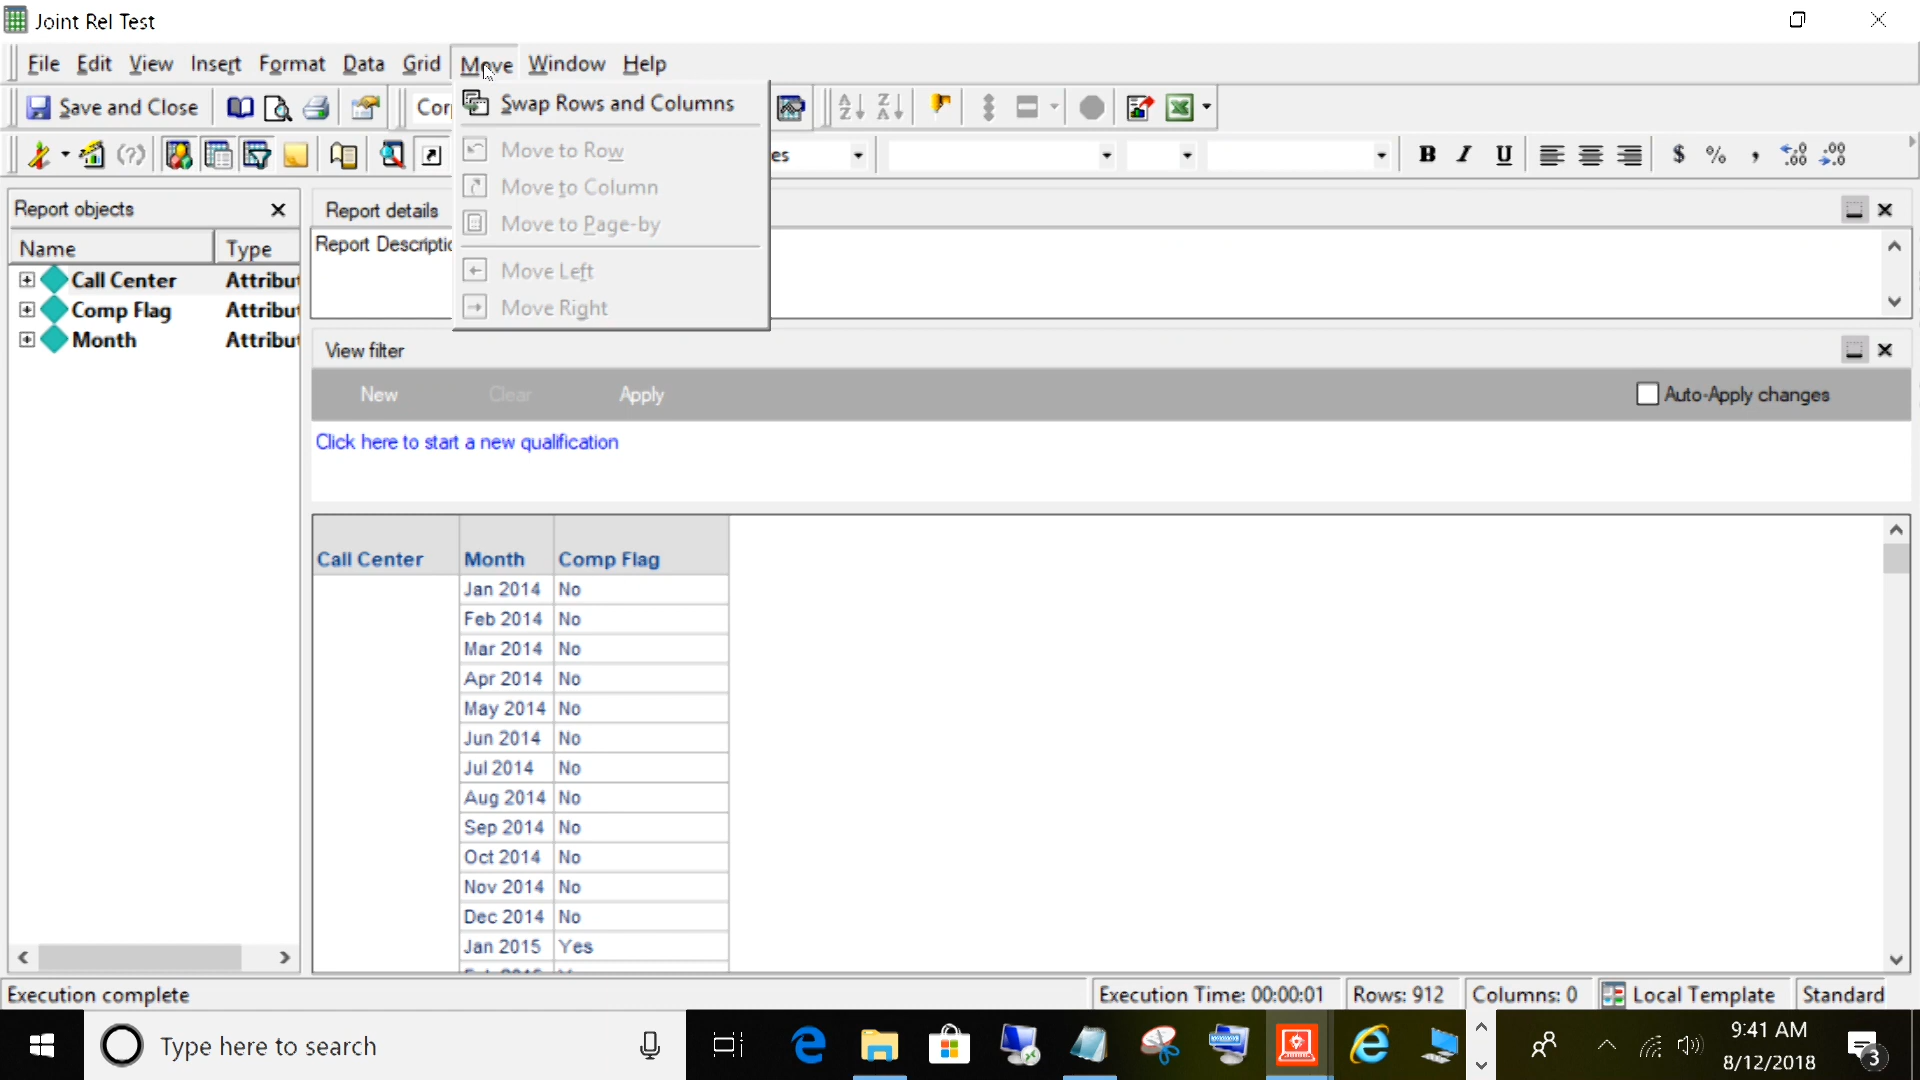 Joint Rel Test
File Edit View Insert Format Data Grid Move Window Help
Save and Close
Swap Rows and Columns
Move to Row
Move to Column
Move to Page-by
Move Left
Move Right
$ %
B I U
Report objects
Name Type
Call Center
Comp Flag
Month
Report details
View filter
New Clear Apply Auto-Apply changes
Click here to start a new qualification
Call Center Month Comp Flag
Jan 2014 No
Feb 2014 No
Mar 2014 No
Apr 2014 No
May 2014 No
Jun 2014 No
Jul 2014 No
Aug 2014 No
Sep 2014 No
Oct 2014 No
Nov 2014 No
Dec 2014 No
Jan 2015 Yes
Execution complete Execution Time: 00:00:01 Rows: 912 Columns: 0 Local Template Standard
Type here to search
9:41 AM
8/12/2018
3